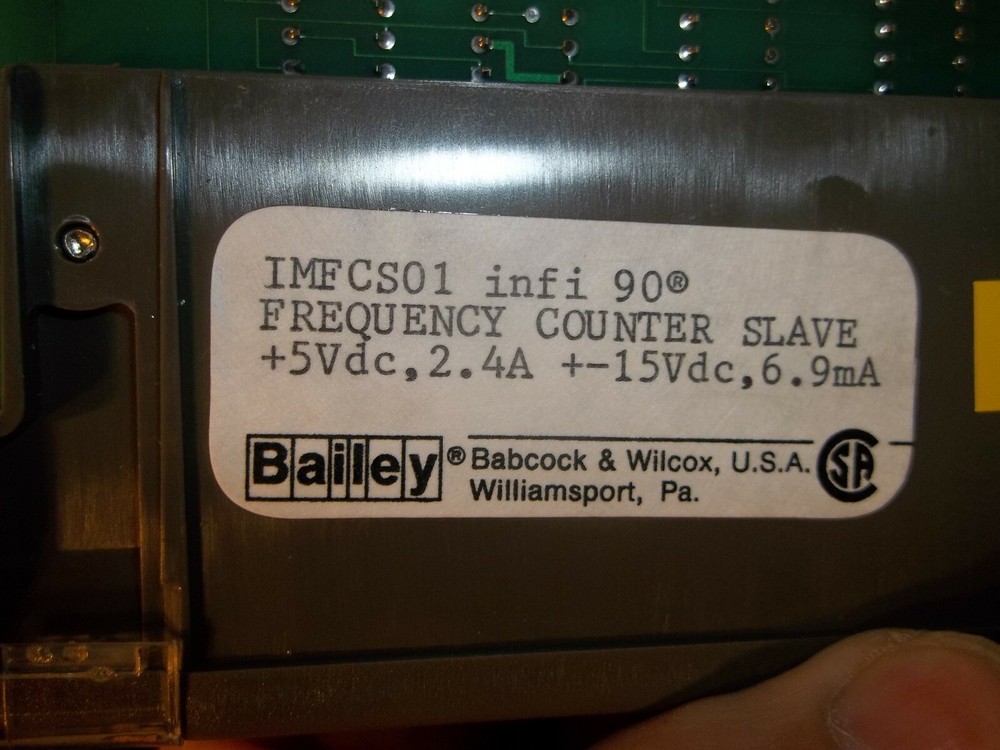 IMFCS01 infi 90®
FREQUENCY COUNTER SLAVE
+5Vdc,2.4A +-15Vdc,6.9mA
Bailey® Babcock & Wilcox, U.S.A. SA
Williamsport, Pa.